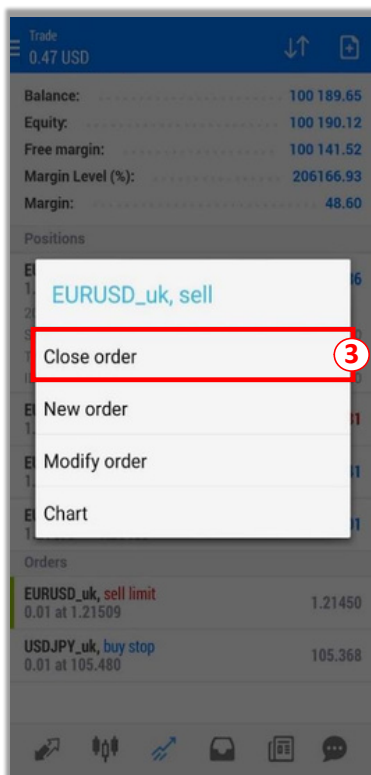 Trade
0.47 USD
Balance: 100 189.65
Equity: 100 190.12
Free margin: 100 141.52
Margin Level (%): 206166.93
Margin: 48.60
Positions
EURUSD_uk, sell
Close order
3
New order
Modify order
Chart
Orders
EURUSD_uk, sell limit
0.01 at 1.21509
1.21450
USDJPY_uk, buy stop
0.01 at 105.480
105.368